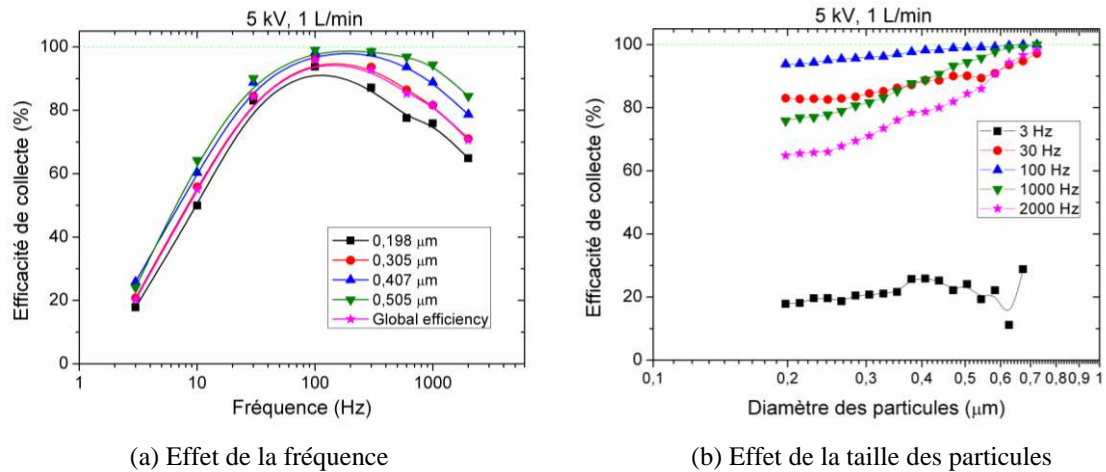 5 kV, 1 L/min
100
80
60
40
20
0
Efficacité de collecte (%)
0,198 μm
0,305 μm
0,407 μm
0,505 μm
Global efficiency
1
10
100
1000
Fréquence (Hz)
(a) Effet de la fréquence
5 kV, 1 L/min
100
80
60
40
20
0
Efficacité de collecte (%)
3 Hz
30 Hz
100 Hz
1000 Hz
2000 Hz
0,1
0,2
0,3
0,4
0,5
0,6
0,7
0,8
0,9
1
Diamètre des particules (μm)
(b) Effet de la taille des particules